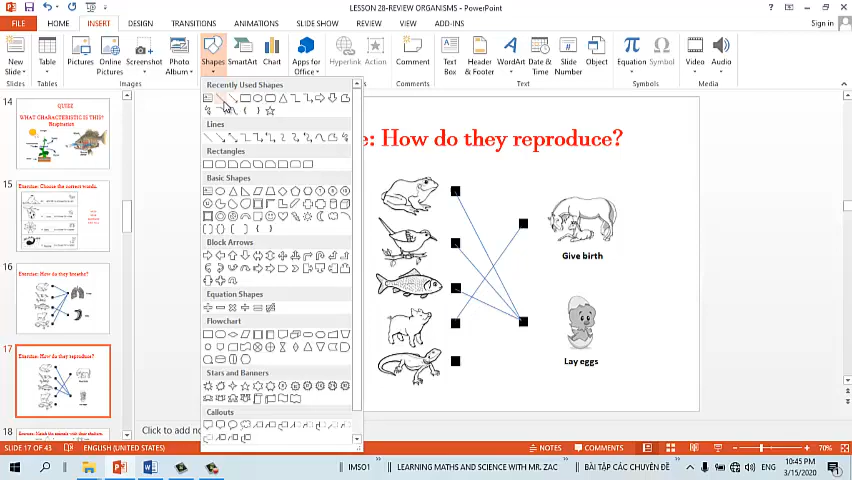 LESSON 28-REVIEW ORGANISMS - PowerPoint
Sign in
FILE HOME INSERT DESIGN TRANSITIONS ANIMATIONS SLIDE SHOW REVIEW VIEW ADD-INS
New Slide
Table
Pictures
Online Pictures
Screenshot
Photo Album
Shapes
SmartArt
Chart
Apps for Office
Hyperlink
Action
Comment
Text Box
Header & Footer
WordArt
Date & Time
Slide Number
Object
Equation
Symbol
Video
Audio
Slides
Tables
Images
Media
Recently Used Shapes
Lines
Rectangles
Basic Shapes
Block Arrows
Equation Shapes
Flowchart
Stars and Banners
Callouts
14
QUIZ
WHAT CHARACTERISTIC IS THIS?
Respiration
15
Exercise: Choose the correct words.
16
Exercise: How do they breathe?
17
Exercise: How do they reproduce?
18
e: How do they reproduce?
Give birth
Lay eggs
Click to add no
SLIDE 17 OF 43 ENGLISH (UNITED STATES) NOTES COMMENTS 70%
IMSO1 LEARNING MATHS AND SCIENCE WITH MR. ZAC BÀI TẬP CÁC CHUYÊN ĐỀ ENG
10:45 PM
3/15/2020